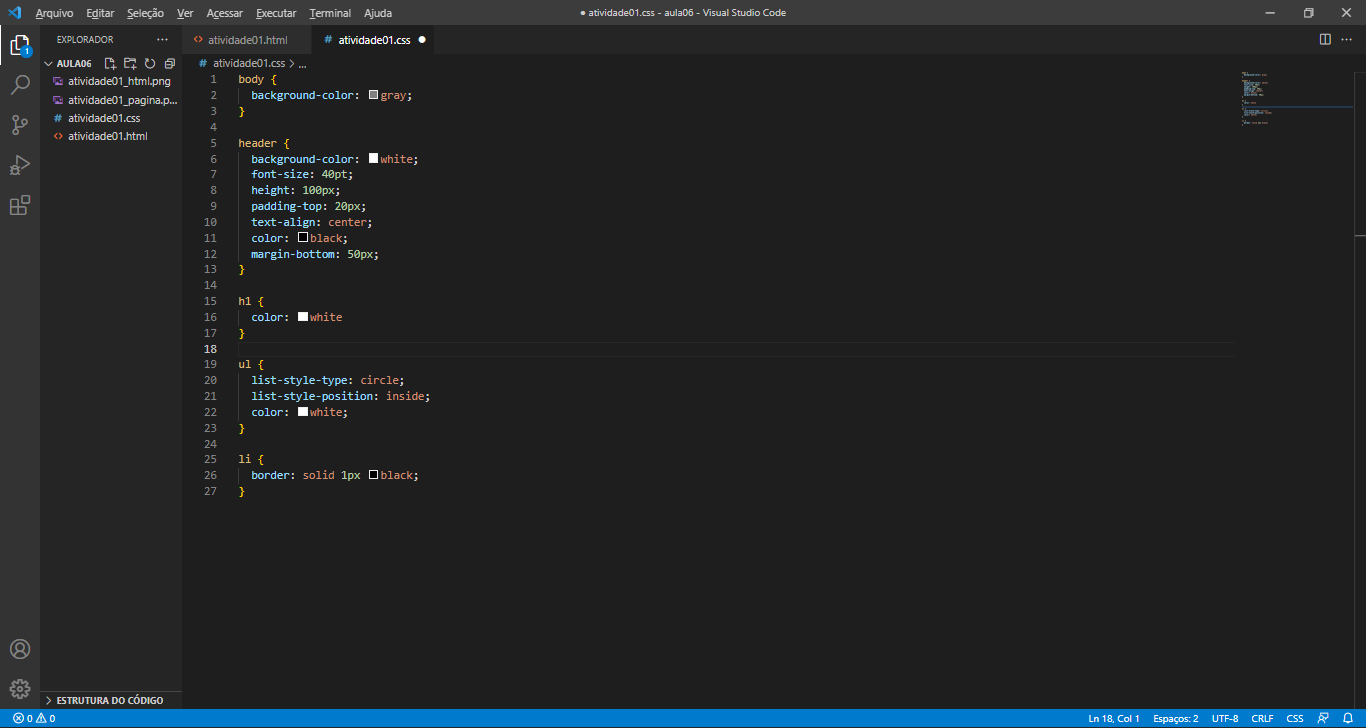 Arquivo Editar Seleção Ver Acessar Executar Terminal Ajuda
● atividade01.css - aula06 - Visual Studio Code
EXPLORADOR ...
1
AULA06
atividade01_html.png
atividade01_pagina.p...
# atividade01.css
<> atividade01.html
<> atividade01.html
# atividade01.css ●
# atividade01.css > ...
1 body {
2 background-color: gray;
3 }
4
5 header {
6 background-color: white;
7 font-size: 40pt;
8 height: 100px;
9 padding-top: 20px;
10 text-align: center;
11 color: black;
12 margin-bottom: 50px;
13 }
14
15 h1 {
16 color: white
17 }
18
19 ul {
20 list-style-type: circle;
21 list-style-position: inside;
22 color: white;
23 }
24
25 li {
26 border: solid 1px black;
27 }
ESTRUTURA DO CÓDIGO
0 0
Ln 18, Col 1 Espaços: 2 UTF-8 CRLF CSS